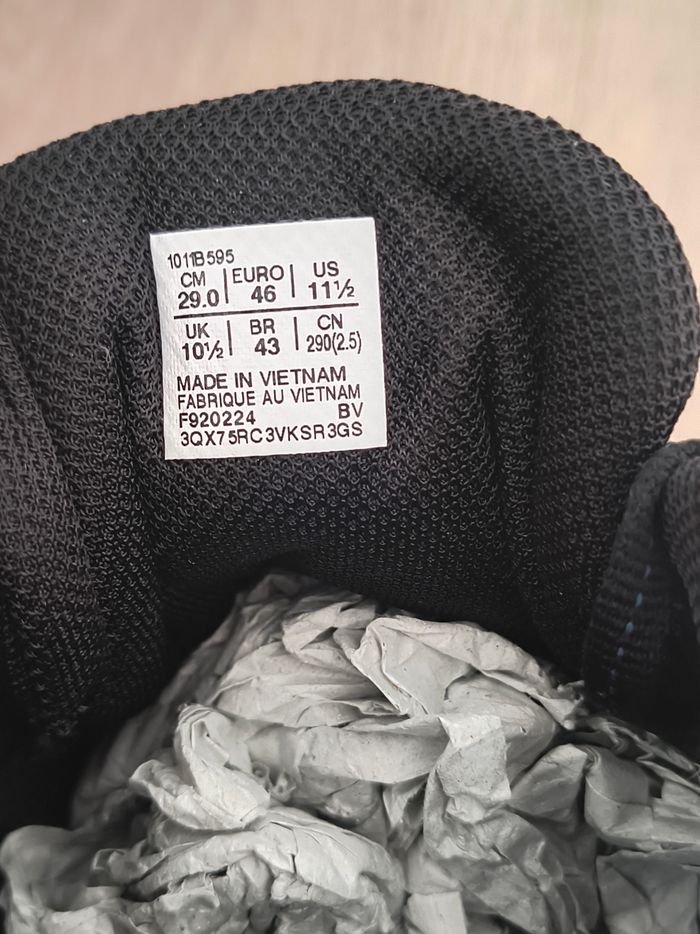 1011B595
CM | EURO | US
29.0 | 46 | 11½
UK | BR | CN
10½ | 43 | 290(2.5)
MADE IN VIETNAM
FABRIQUE AU VIETNAM
F920224 BV
3QX75RC3VKSR3GS